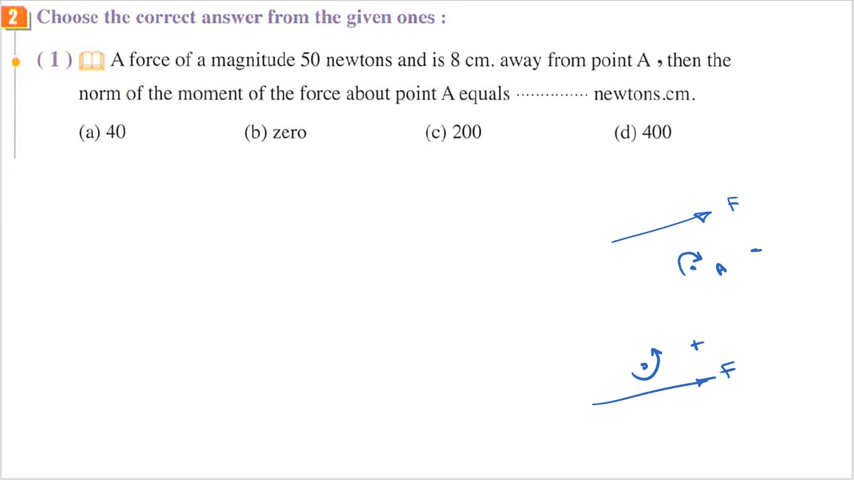 2 Choose the correct answer from the given ones :
( 1 ) A force of a magnitude 50 newtons and is 8 cm. away from point A , then the
norm of the moment of the force about point A equals ·············· newtons.cm.
(a) 40 (b) zero (c) 200 (d) 400
F
A -
+
F